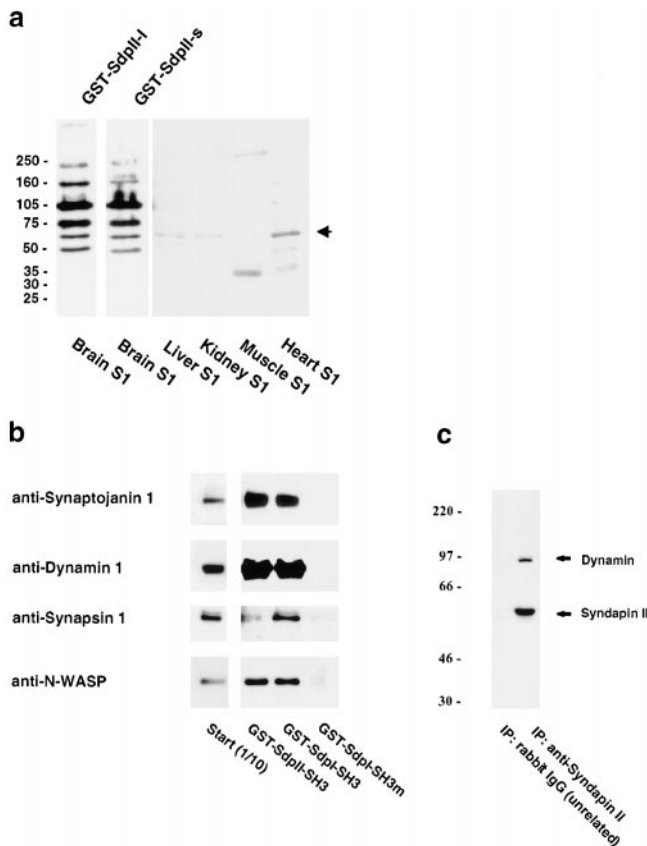 a
GST-SdpII-l
GST-SdpII-s
250 -
160 -
105 -
75 -
50 -
35 -
30 -
25 -
Brain S1
Brain S1
Liver S1
Kidney S1
Muscle S1
Heart S1
b
anti-Synaptojanin 1
anti-Dynamin 1
anti-Synapsin 1
anti-N-WASP
Start (1/10)
GST-SdpII-SH3
GST-SdpI-SH3
GST-SdpI-SH3m
c
220 -
97 -
66 -
46 -
30 -
Dynamin
Syndapin II
IP: anti-Syndapin II
IP: rabbit IgG (unrelated)